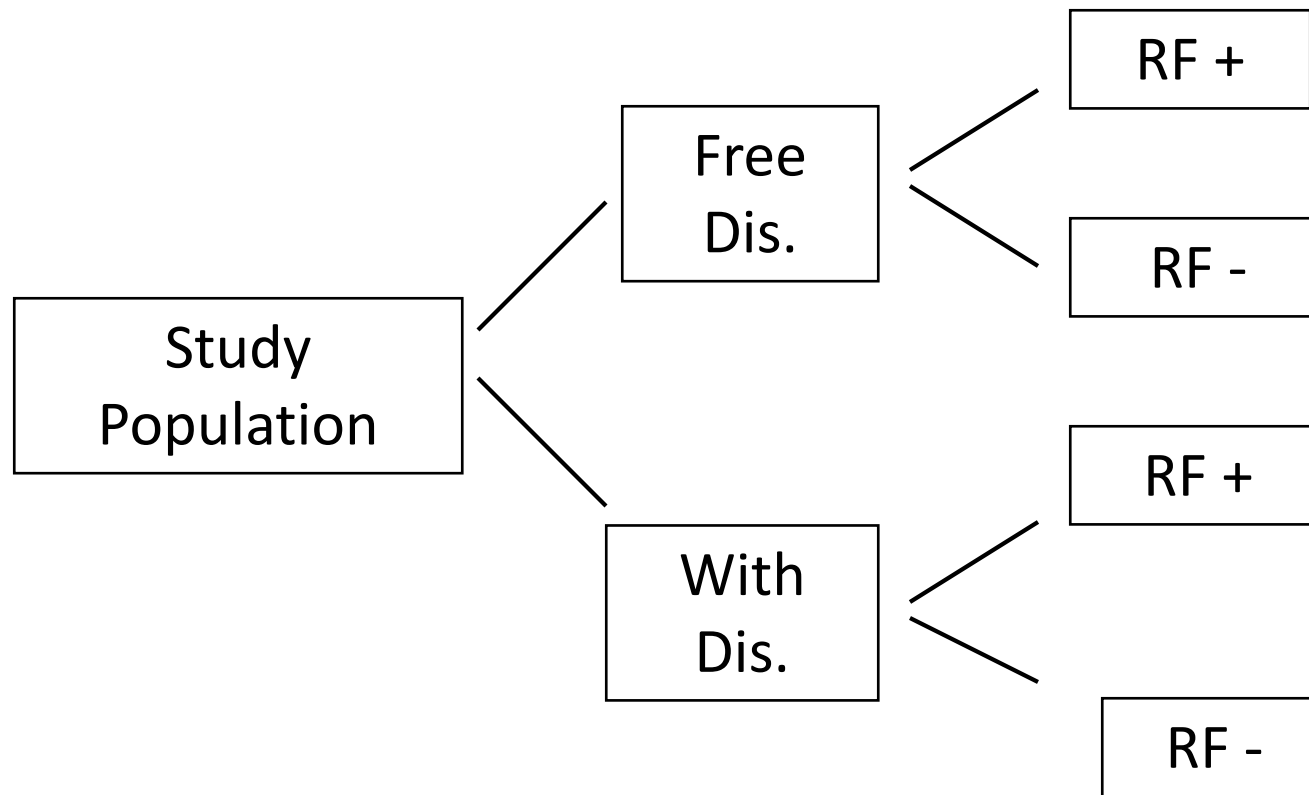 Study
Population
Free
Dis.
RF +
RF -
With
Dis.
RF +
RF -